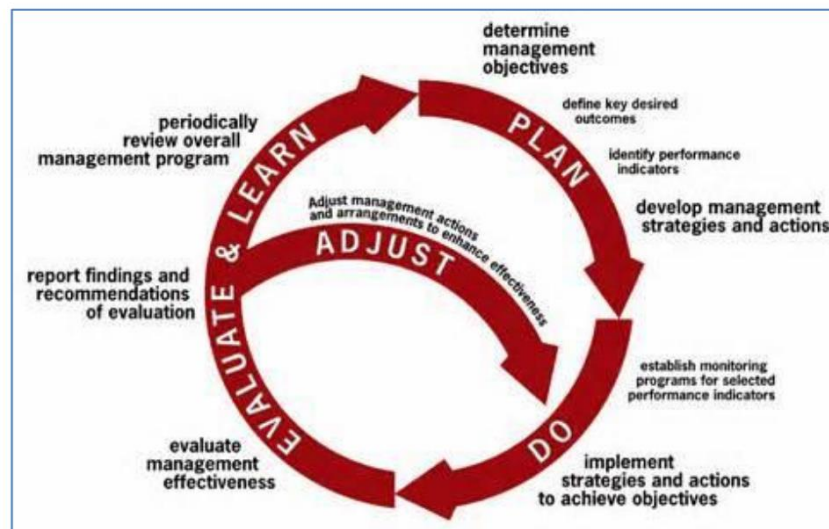 determine
management
objectives
define key desired
outcomes
identify performance
indicators
develop management
strategies and actions
PLAN
establish monitoring
programs for selected
performance indicators
implement
strategies and actions
to achieve objectives
DO
evaluate
management
effectiveness
report findings and
recommendations
of evaluation
periodically
review overall
management program
EVALUATE & LEARN
Adjust management actions
and arrangements to enhance effectiveness
ADJUST